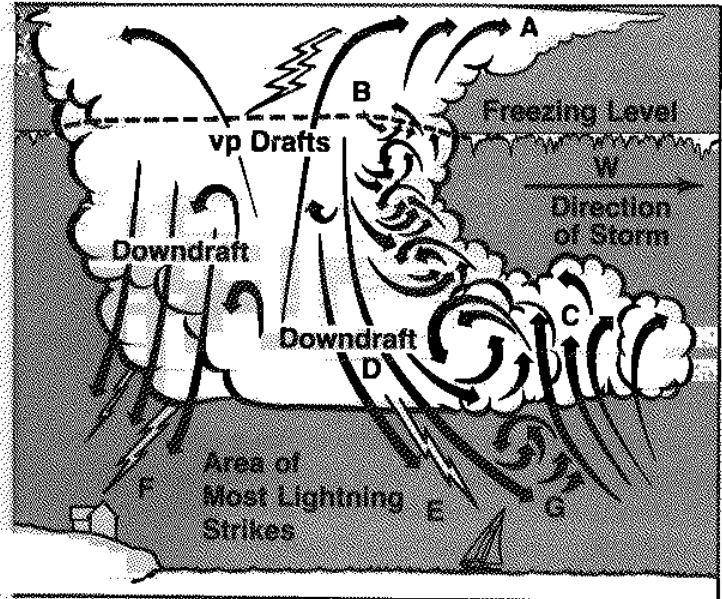 A
B
Freezing Level
vp Drafts
W
Direction
of Storm
Downdraft
C
Downdraft
D
Area of
Most Lightning
Strikes
F
E
G